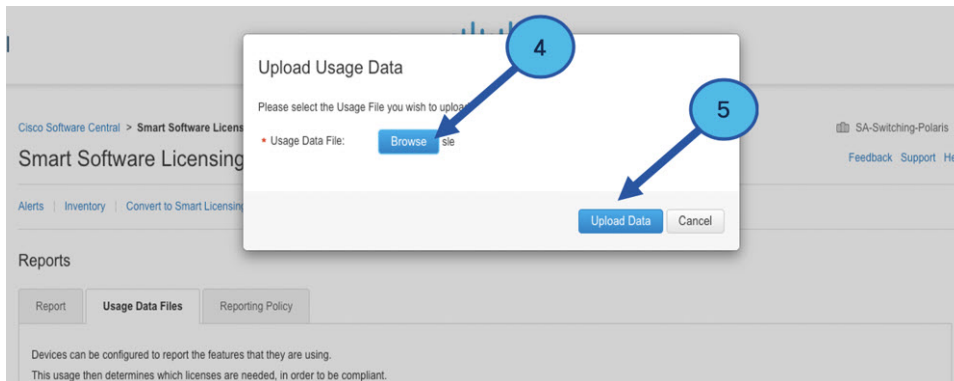 4
Upload Usage Data
5
Please select the Usage File you wish to upload
Cisco Software Central > Smart Software Licens
SA-Switching-Polaris
* Usage Data File: Browse sle
Smart Software Licensing
Feedback Support He
Alerts | Inventory | Convert to Smart Licensing
Upload Data Cancel
Reports
Report Usage Data Files Reporting Policy
Devices can be configured to report the features that they are using.
This usage then determines which licenses are needed, in order to be compliant.